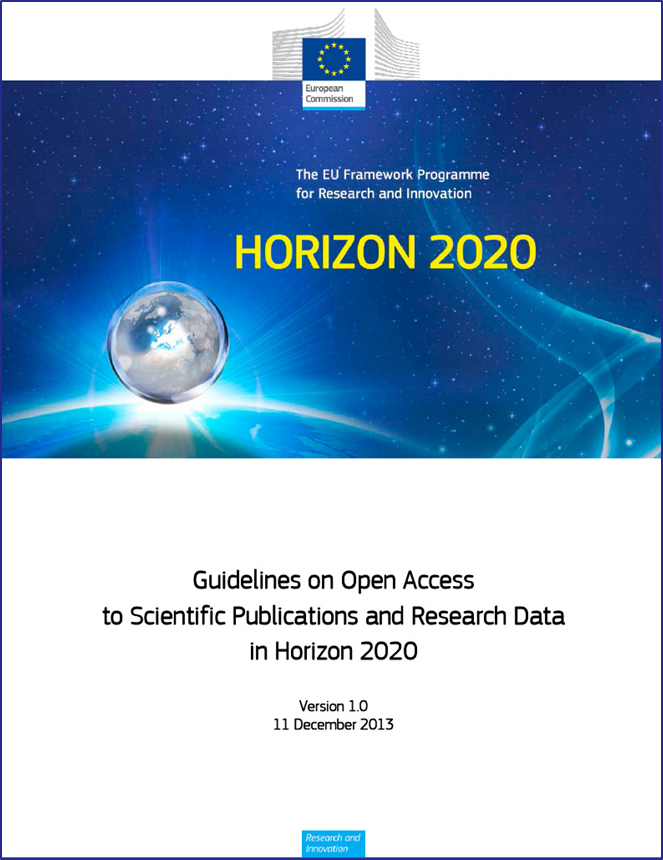 European
Commission
The EU Framework Programme
for Research and Innovation
HORIZON 2020
Guidelines on Open Access
to Scientific Publications and Research Data
in Horizon 2020
Version 1.0
11 December 2013
Research and
Innovation